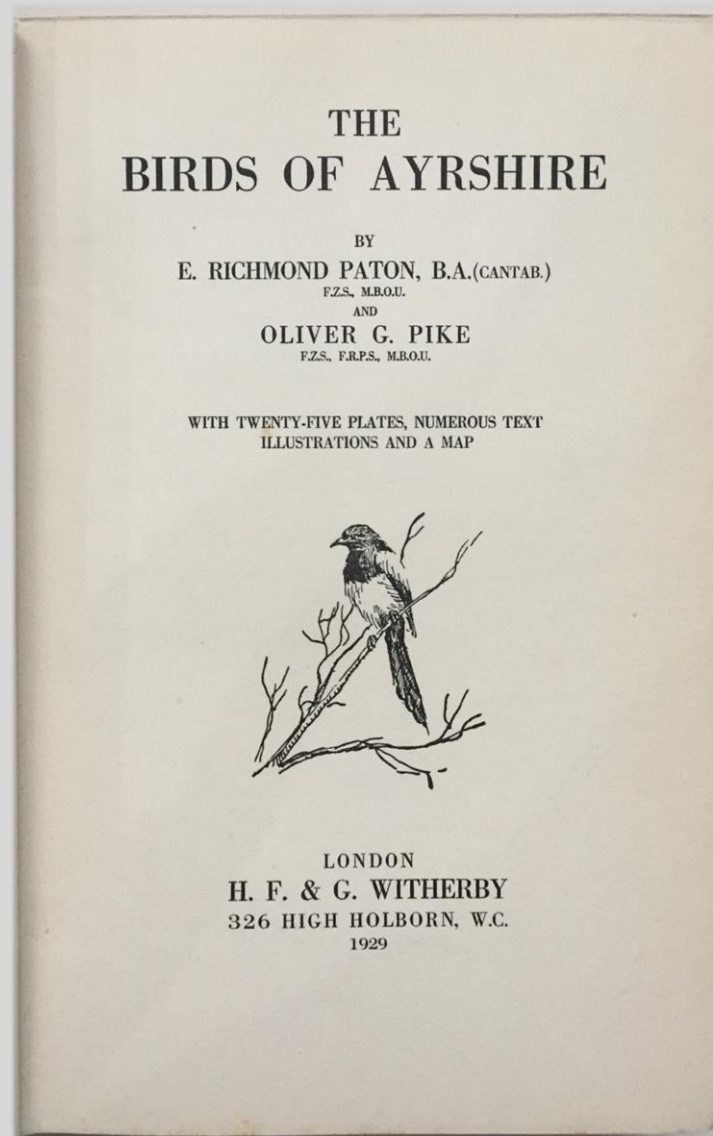 THE
BIRDS OF AYRSHIRE
BY
E. RICHMOND PATON, B.A.(CANTAB.)
F.Z.S., M.B.O.U.
AND
OLIVER G. PIKE
F.Z.S., F.R.P.S., M.B.O.U.
WITH TWENTY-FIVE PLATES, NUMEROUS TEXT
ILLUSTRATIONS AND A MAP
LONDON
H. F. & G. WITHERBY
326 HIGH HOLBORN, W.C.
1929